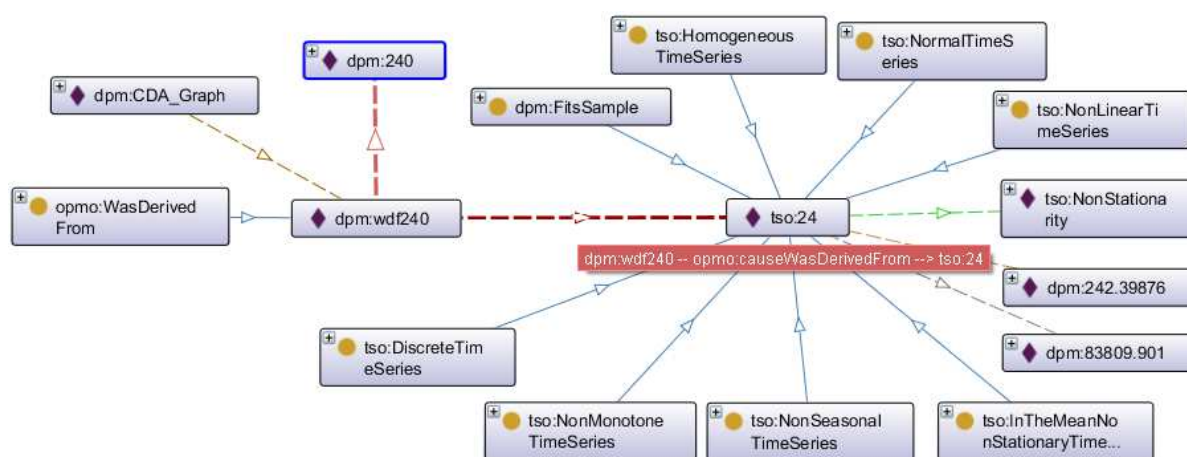 tso:Homogeneous
TimeSeries
tso:NormalTimeS
eries
dpm:240
dpm:CDA_Graph
dpm:FitsSample
tso:NonLinearTi
meSeries
opmo:WasDerived
From
dpm:wdf240
tso:24
tso:NonStationa
rity
dpm:wdf240 -- opmo:causeWasDerivedFrom --> tso:24
dpm:242.39876
tso:DiscreteTim
eSeries
dpm:83809.901
tso:NonMonotone
TimeSeries
tso:NonSeasonal
TimeSeries
tso:InTheMeanNo
nStationaryTime...